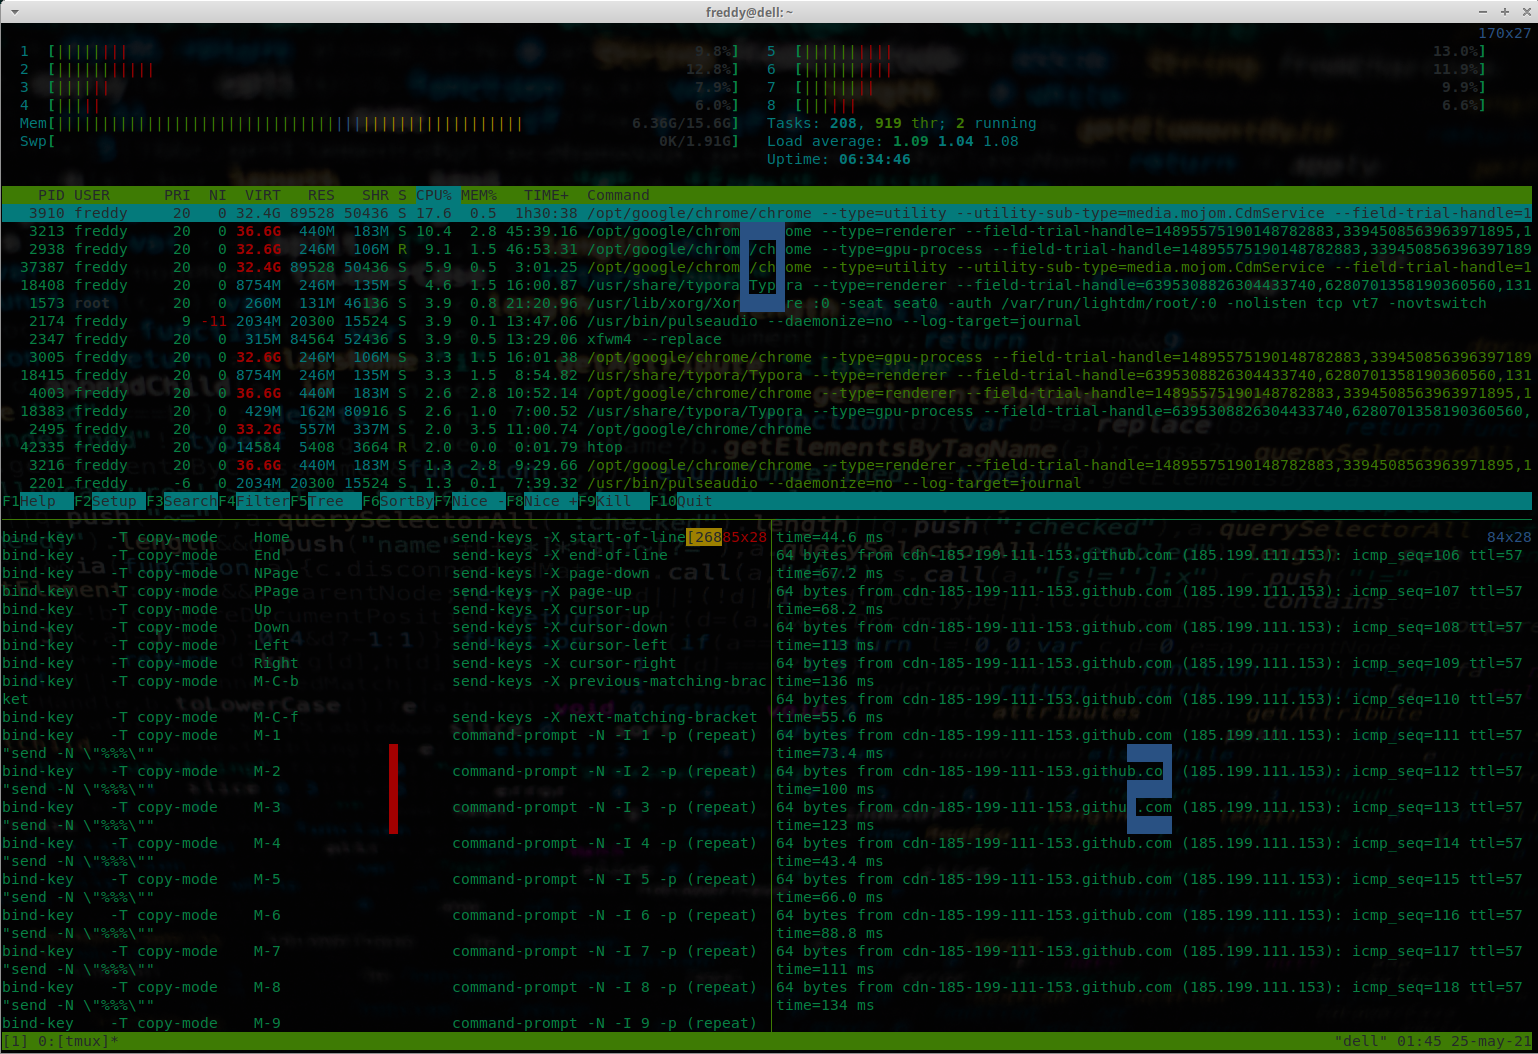 freddy@dell: ~
170x27
1 [|||||||| 9.8%] 5 [|||||||||| 13.0%]
2 [||||||||||| 12.8%] 6 [|||||||||| 11.9%]
3 [||||||| 7.9%] 7 [|||||||| 9.9%]
4 [||||| 6.0%] 8 [|||||| 6.6%]
Mem[|||||||||||||||||||||||||||||||||||||||||||||||||||| 6.36G/15.6G] Tasks: 208, 919 thr; 2 running
Swp[ 0K/1.91G] Load average: 1.09 1.04 1.08
Uptime: 06:34:46
PID USER PRI NI VIRT RES SHR S CPU% MEM% TIME+ Command
3910 freddy 20 0 32.4G 89528 50436 S 17.6 0.5 1h30:38 /opt/google/chrome/chrome --type=utility --utility-sub-type=media.mojom.CdmService --field-trial-handle=1
3213 freddy 20 0 36.6G 440M 183M S 10.4 2.8 45:39.16 /opt/google/chrom ome --type=renderer --field-trial-handle=14895575190148782883,3394508563963971895,1
2938 freddy 20 0 32.6G 246M 106M R 9.1 1.5 46:53.31 /opt/google/chrome/chrome --type=gpu-process --field-trial-handle=14895575190148782883,339450856396397189
37387 freddy 20 0 32.4G 89528 50436 S 5.9 0.5 3:01.25 /opt/google/chrome/chrome --type=utility --utility-sub-type=media.mojom.CdmService --field-trial-handle=1
18408 freddy 20 0 8754M 246M 135M S 4.6 1.5 16:00.87 /usr/share/typora/Typora --type=renderer --field-trial-handle=6395308826304433740,6280701358190360560,131
1573 root 20 0 260M 131M 46136 S 3.9 0.8 21:20.96 /usr/lib/xorg/Xor re :0 -seat seat0 -auth /var/run/lightdm/root/:0 -nolisten tcp vt7 -novtswitch
2174 freddy 9 -11 2034M 20300 15524 S 3.9 0.1 13:47.06 /usr/bin/pulseaudio --daemonize=no --log-target=journal
2347 freddy 20 0 315M 84564 52436 S 3.9 0.5 13:29.06 xfwm4 --replace
3005 freddy 20 0 32.6G 246M 106M S 3.3 1.5 16:01.38 /opt/google/chrome/chrome --type=gpu-process --field-trial-handle=14895575190148782883,339450856396397189
18415 freddy 20 0 8754M 246M 135M S 3.3 1.5 8:54.82 /usr/share/typora/Typora --type=renderer --field-trial-handle=6395308826304433740,6280701358190360560,131
4003 freddy 20 0 36.6G 440M 183M S 2.6 2.8 10:52.14 /opt/google/chrome/chrome --type=renderer --field-trial-handle=14895575190148782883,3394508563963971895,1
18383 freddy 20 0 429M 162M 80916 S 2.6 1.0 7:00.52 /usr/share/typora/Typora --type=gpu-process --field-trial-handle=6395308826304433740,6280701358190360560,
2495 freddy 20 0 33.2G 557M 337M S 2.0 3.5 11:00.74 /opt/google/chrome/chrome
42335 freddy 20 0 14584 5408 3664 R 2.0 0.0 0:01.79 htop
3216 freddy 20 0 36.6G 440M 183M S 1.3 2.8 9:29.66 /opt/google/chrome/chrome --type=renderer --field-trial-handle=14895575190148782883,3394508563963971895,1
2201 freddy -6 0 2034M 20300 15524 S 1.3 0.1 7:39.32 /usr/bin/pulseaudio --daemonize=no --log-target=journal
F1Help F2Setup F3SearchF4FilterF5Tree F6SortByF7Nice -F8Nice +F9Kill F10Quit
bind-key -T copy-mode Home send-keys -X start-of-line[26885x28
bind-key -T copy-mode End send-keys -X end-of-line
bind-key -T copy-mode NPage send-keys -X page-down
bind-key -T copy-mode PPage send-keys -X page-up
bind-key -T copy-mode Up send-keys -X cursor-up
bind-key -T copy-mode Down send-keys -X cursor-down
bind-key -T copy-mode Left send-keys -X cursor-left
bind-key -T copy-mode Right send-keys -X cursor-right
bind-key -T copy-mode M-C-b send-keys -X previous-matching-brac
ket
bind-key -T copy-mode M-C-f send-keys -X next-matching-bracket
bind-key -T copy-mode M-1 command-prompt -N -I 1 -p (repeat)
"send -N \"%%%\""
bind-key -T copy-mode M-2 command-prompt -N -I 2 -p (repeat)
"send -N \"%%%\""
bind-key -T copy-mode M-3 command-prompt -N -I 3 -p (repeat)
"send -N \"%%%\""
bind-key -T copy-mode M-4 command-prompt -N -I 4 -p (repeat)
"send -N \"%%%\""
bind-key -T copy-mode M-5 command-prompt -N -I 5 -p (repeat)
"send -N \"%%%\""
bind-key -T copy-mode M-6 command-prompt -N -I 6 -p (repeat)
"send -N \"%%%\""
bind-key -T copy-mode M-7 command-prompt -N -I 7 -p (repeat)
"send -N \"%%%\""
bind-key -T copy-mode M-8 command-prompt -N -I 8 -p (repeat)
"send -N \"%%%\""
bind-key -T copy-mode M-9 command-prompt -N -I 9 -p (repeat)
time=44.6 ms 84x28
64 bytes from cdn-185-199-111-153.github.com (185.199.111.153): icmp_seq=106 ttl=57
time=67.2 ms
64 bytes from cdn-185-199-111-153.github.com (185.199.111.153): icmp_seq=107 ttl=57
time=68.2 ms
64 bytes from cdn-185-199-111-153.github.com (185.199.111.153): icmp_seq=108 ttl=57
time=113 ms
64 bytes from cdn-185-199-111-153.github.com (185.199.111.153): icmp_seq=109 ttl=57
time=136 ms
64 bytes from cdn-185-199-111-153.github.com (185.199.111.153): icmp_seq=110 ttl=57
time=55.6 ms
64 bytes from cdn-185-199-111-153.github.com (185.199.111.153): icmp_seq=111 ttl=57
time=73.4 ms
64 bytes from cdn-185-199-111-153.github.co (185.199.111.153): icmp_seq=112 ttl=57
time=100 ms
64 bytes from cdn-185-199-111-153.githu .com (185.199.111.153): icmp_seq=113 ttl=57
time=123 ms
64 bytes from cdn-185-199-111-153.github.com (185.199.111.153): icmp_seq=114 ttl=57
time=43.4 ms
64 bytes from cdn-185-199-111-153.github.com (185.199.111.153): icmp_seq=115 ttl=57
time=66.0 ms
64 bytes from cdn-185-199-111-153.github.com (185.199.111.153): icmp_seq=116 ttl=57
time=88.8 ms
64 bytes from cdn-185-199-111-153.github.com (185.199.111.153): icmp_seq=117 ttl=57
time=111 ms
64 bytes from cdn-185-199-111-153.github.com (185.199.111.153): icmp_seq=118 ttl=57
time=134 ms
0
1
2
[1] 0:[tmux]* "dell" 01:45 25-may-21